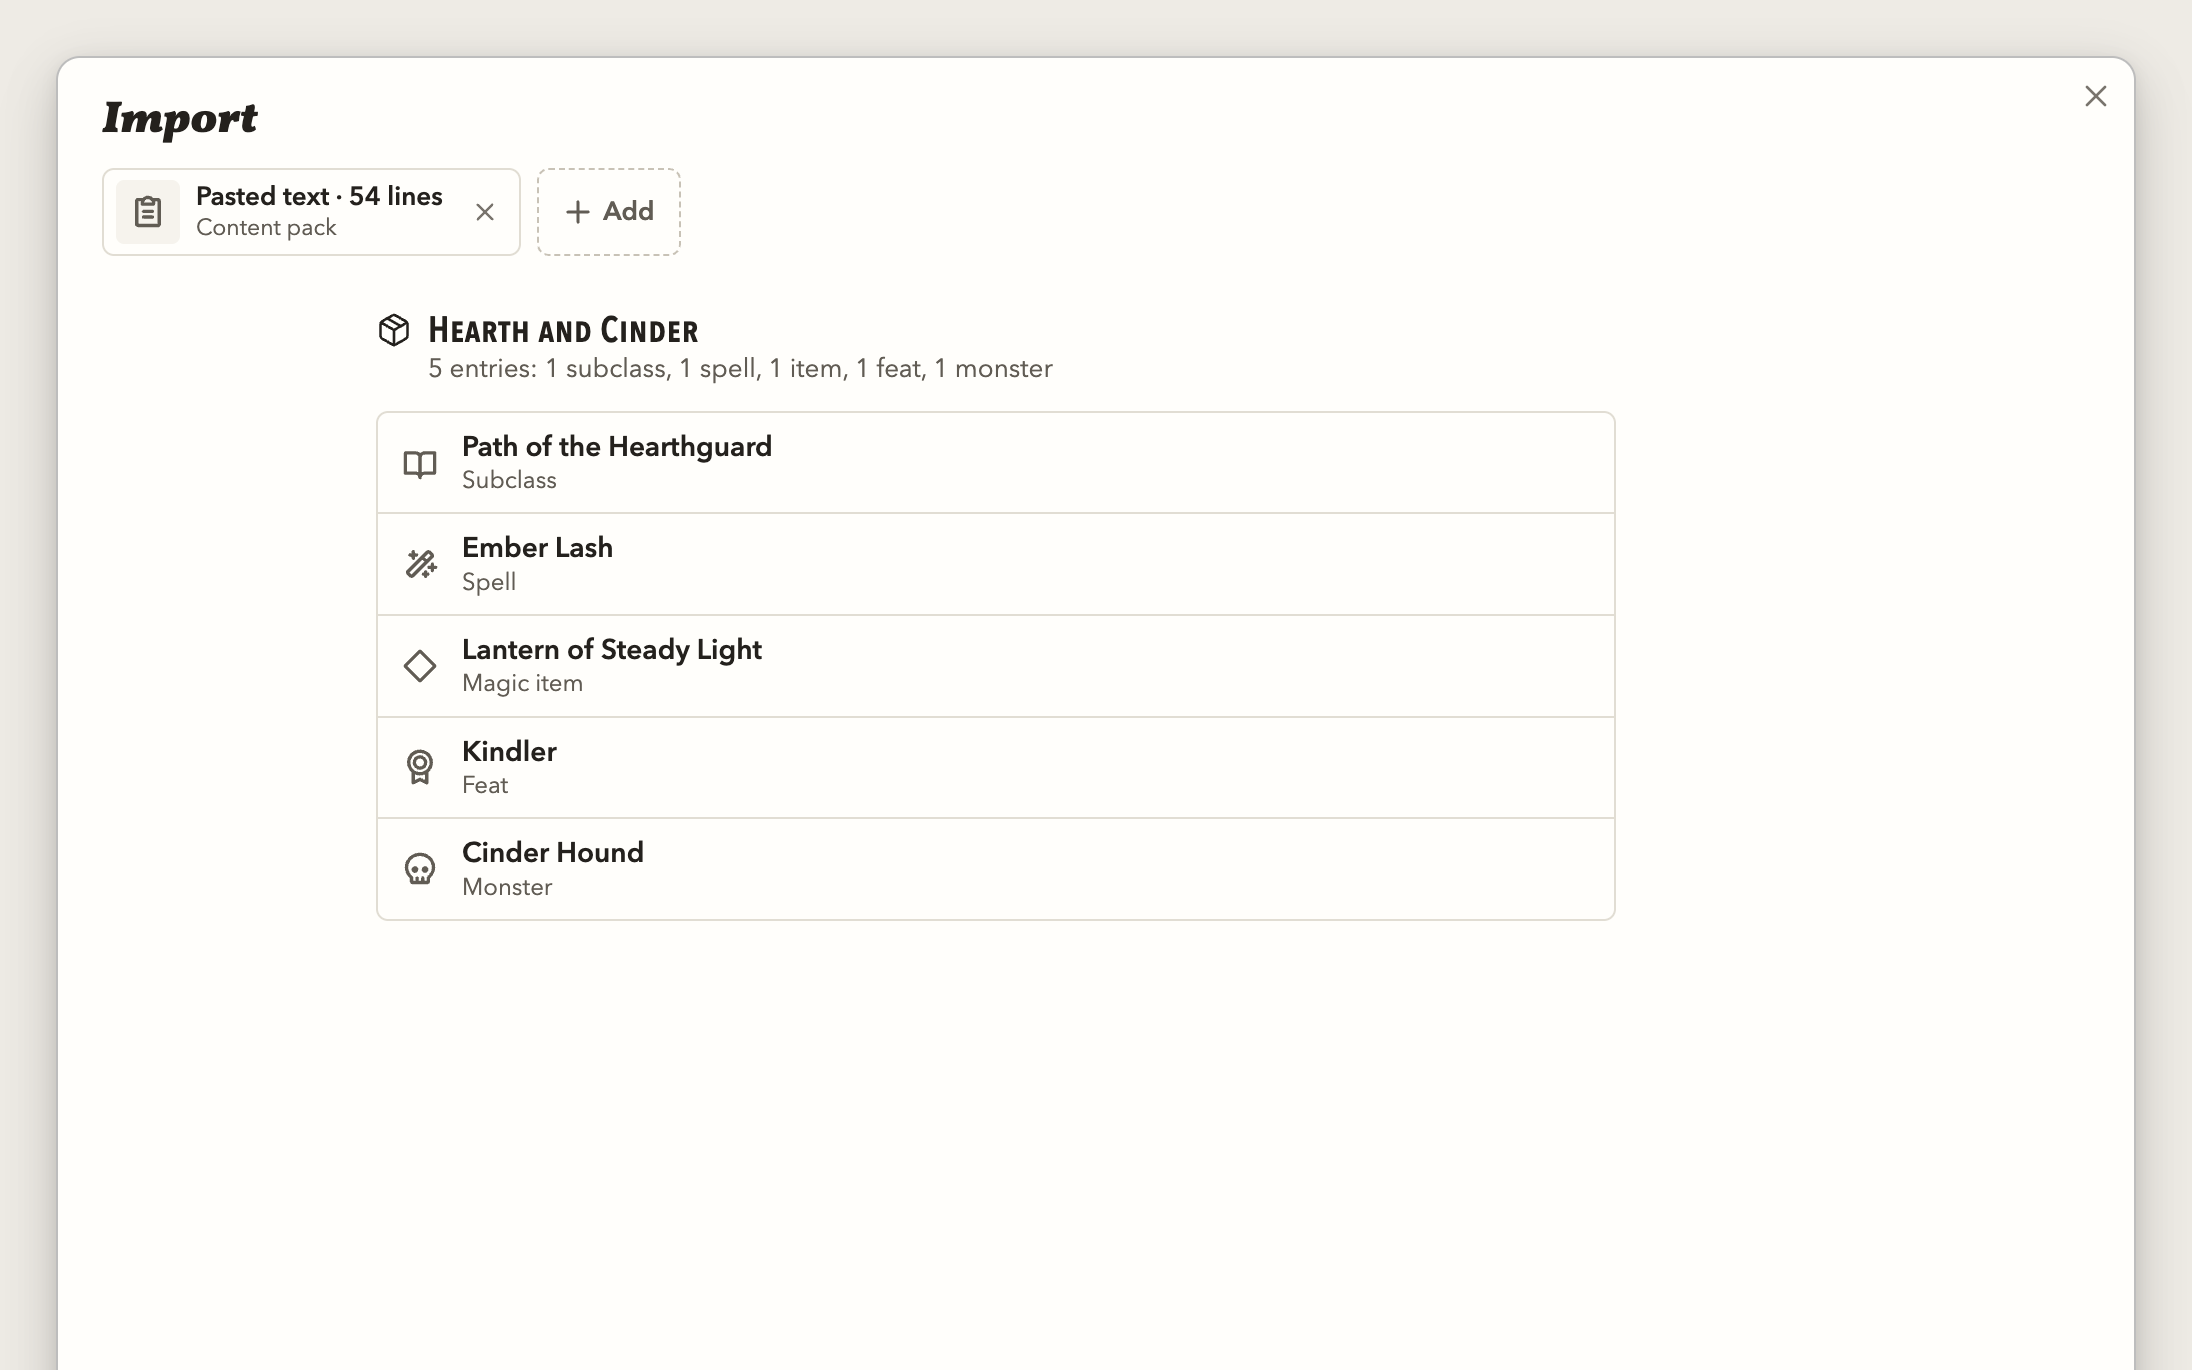 Import
Pasted text · 54 lines
Content pack
Add
Hearth and Cinder
5 entries: 1 subclass, 1 spell, 1 item, 1 feat, 1 monster
Path of the Hearthguard
Subclass
Ember Lash
Spell
Lantern of Steady Light
Magic item
Kindler
Feat
Cinder Hound
Monster